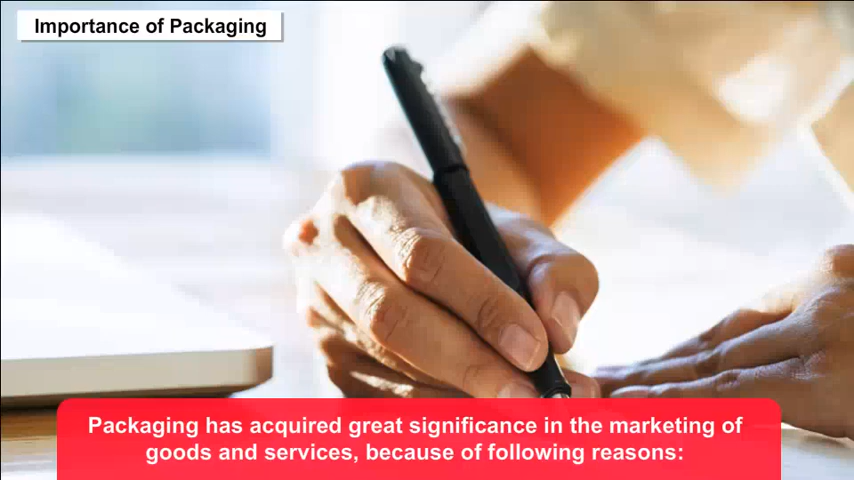 Importance of Packaging
Packaging has acquired great significance in the marketing of
goods and services, because of following reasons: